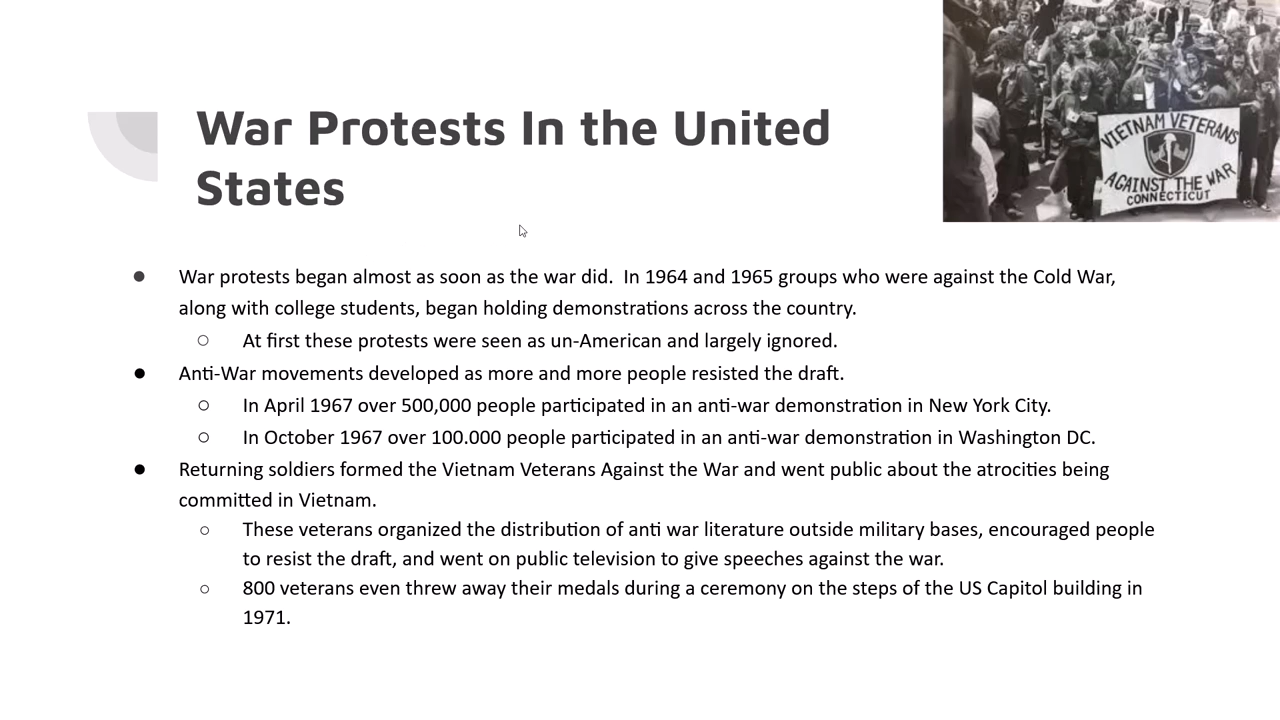 War Protests In the United
States
VIETNAM VETERANS
AGAINST THE WAR
CONNECTICUT
● War protests began almost as soon as the war did.  In 1964 and 1965 groups who were against the Cold War,
along with college students, began holding demonstrations across the country.
○ At first these protests were seen as un-American and largely ignored.
● Anti-War movements developed as more and more people resisted the draft.
○ In April 1967 over 500,000 people participated in an anti-war demonstration in New York City.
○ In October 1967 over 100.000 people participated in an anti-war demonstration in Washington DC.
● Returning soldiers formed the Vietnam Veterans Against the War and went public about the atrocities being
committed in Vietnam.
○ These veterans organized the distribution of anti war literature outside military bases, encouraged people
to resist the draft, and went on public television to give speeches against the war.
○ 800 veterans even threw away their medals during a ceremony on the steps of the US Capitol building in
1971.